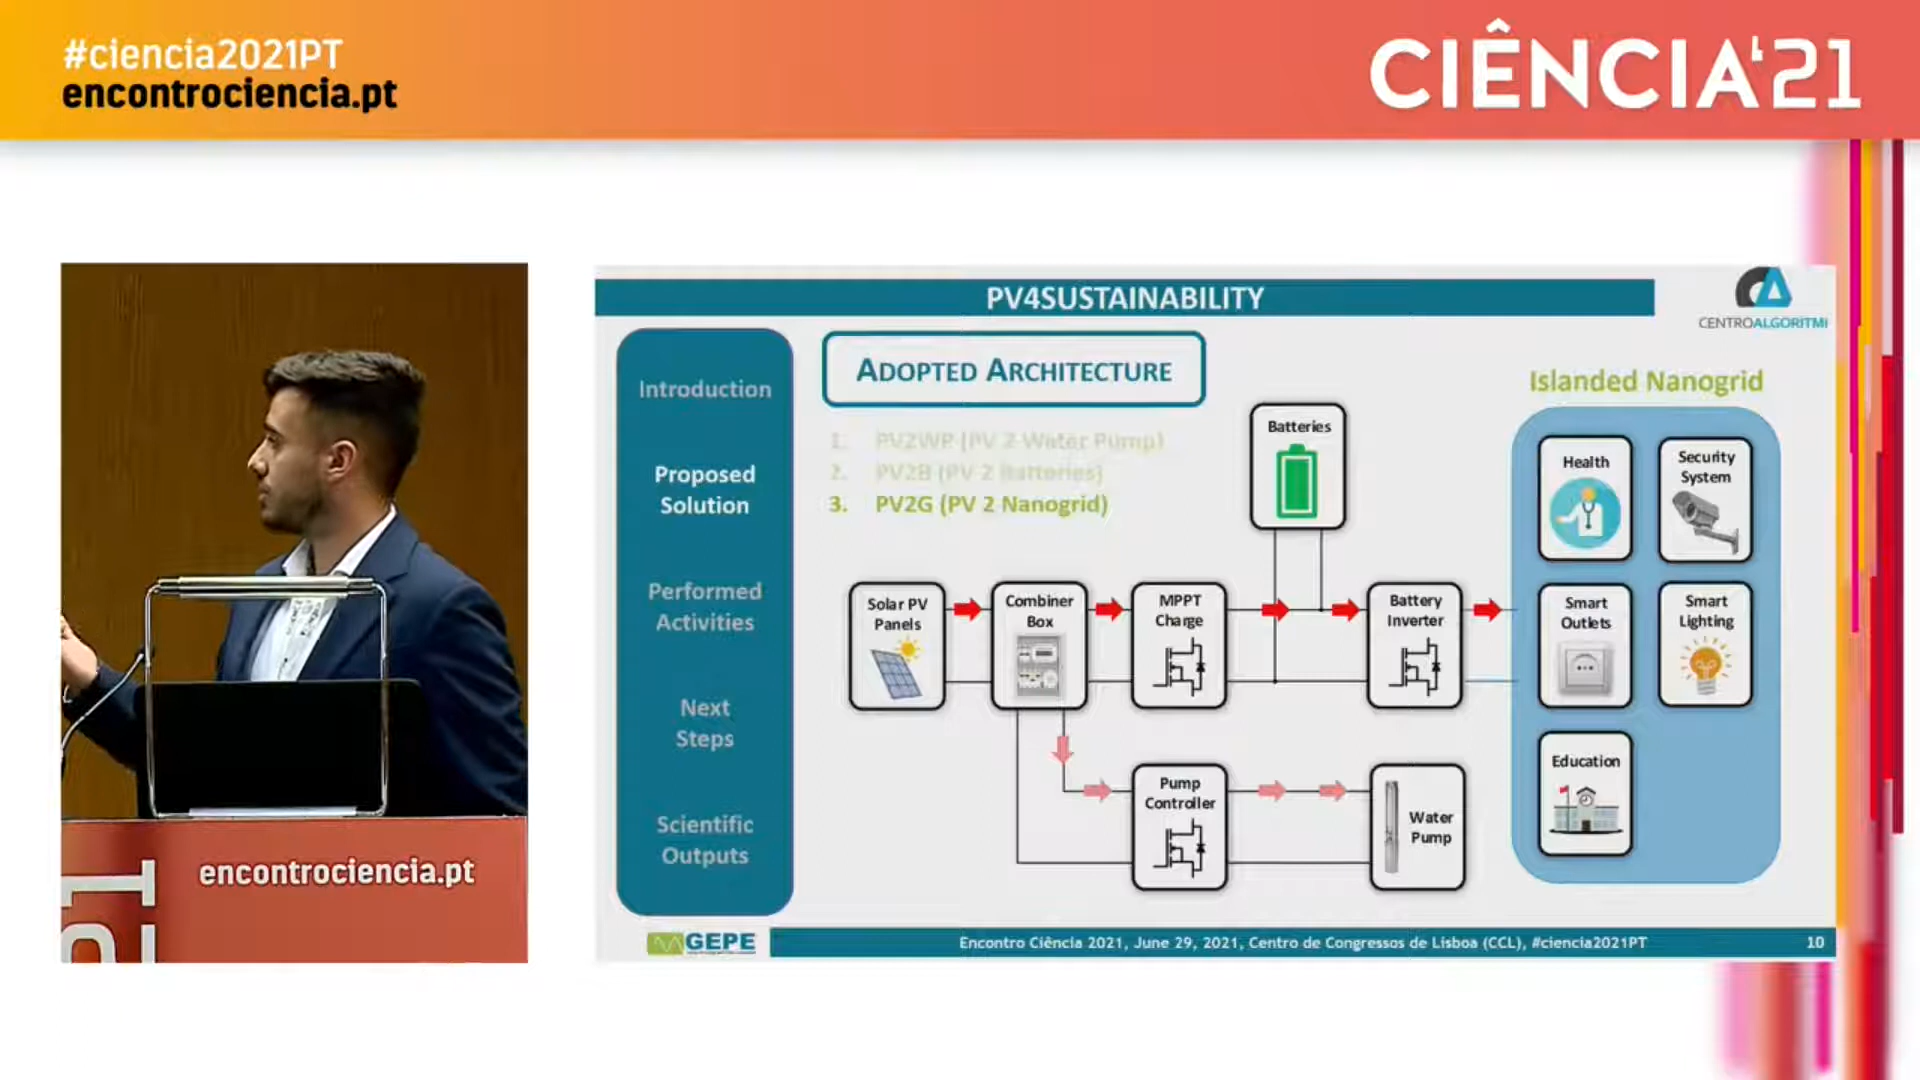 #ciencia2021PT
encontrociencia.pt
CIÊNCIA'21
encontrociencia.pt
21
PV4SUSTAINABILITY
CENTROALGORITMI
Introduction
Proposed
Solution
Performed
Activities
Next
Steps
Scientific
Outputs
ADOPTED ARCHITECTURE
1. PV2WP (PV 2 Water Pump)
2. PV2B (PV 2 Batteries)
3. PV2G (PV 2 Nanogrid)
Batteries
Solar PV
Panels
Combiner
Box
MPPT
Charge
Battery
Inverter
Pump
Controller
Water
Pump
Islanded Nanogrid
Health
Security
System
Smart
Outlets
Smart
Lighting
Education
GEPE
Encontro Ciência 2021, June 29, 2021, Centro de Congressos de Lisboa (CCL), #ciencia2021PT
10